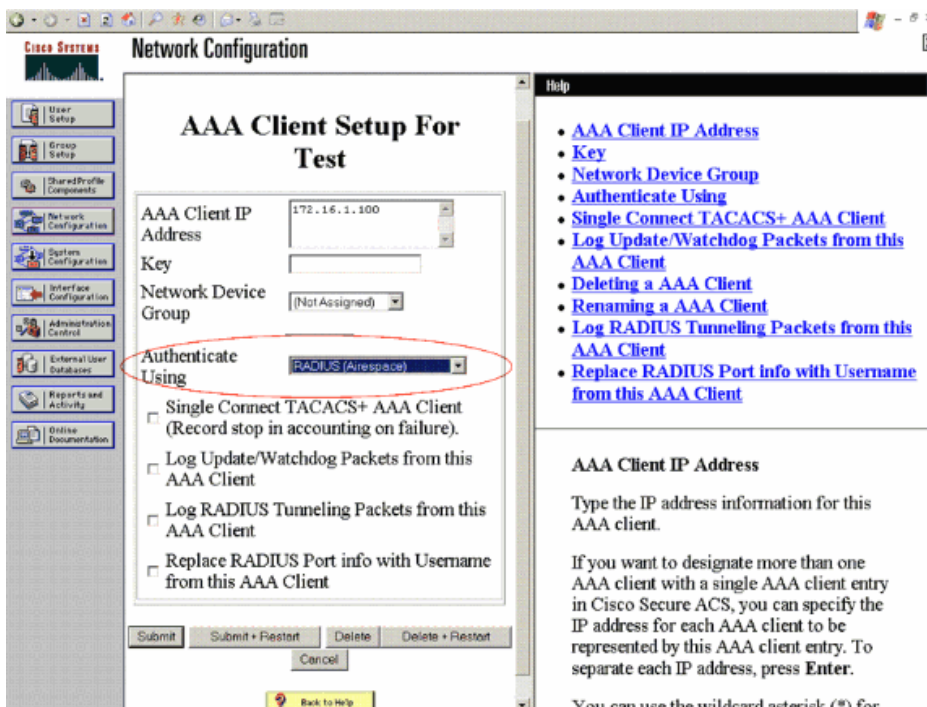 CISCO SYSTEMS
Network Configuration
User
Setup
Group
Setup
Shared Profile
Components
Network
Configuration
System
Configuration
Interface
Configuration
Administration
Control
External User
Databases
Reports and
Activity
Online
Documentation
AAA Client Setup For
Test
AAA Client IP
Address
172.16.1.100
Key
Network Device
Group
(Not Assigned)
Authenticate
Using
RADIUS (Airespace)
Single Connect TACACS+ AAA Client
(Record stop in accounting on failure).
Log Update/Watchdog Packets from this
AAA Client
Log RADIUS Tunneling Packets from this
AAA Client
Replace RADIUS Port info with Username
from this AAA Client
Submit Submit + Restart Delete Delete + Restart
Cancel
Back to Help
Help
• AAA Client IP Address
• Key
• Network Device Group
• Authenticate Using
• Single Connect TACACS+ AAA Client
• Log Update/Watchdog Packets from this
AAA Client
• Deleting a AAA Client
• Renaming a AAA Client
• Log RADIUS Tunneling Packets from this
AAA Client
• Replace RADIUS Port info with Username
from this AAA Client
AAA Client IP Address
Type the IP address information for this
AAA client.
If you want to designate more than one
AAA client with a single AAA client entry
in Cisco Secure ACS, you can specify the
IP address for each AAA client to be
represented by this AAA client entry. To
separate each IP address, press Enter.
You can use the wildcard asterisk (*) for